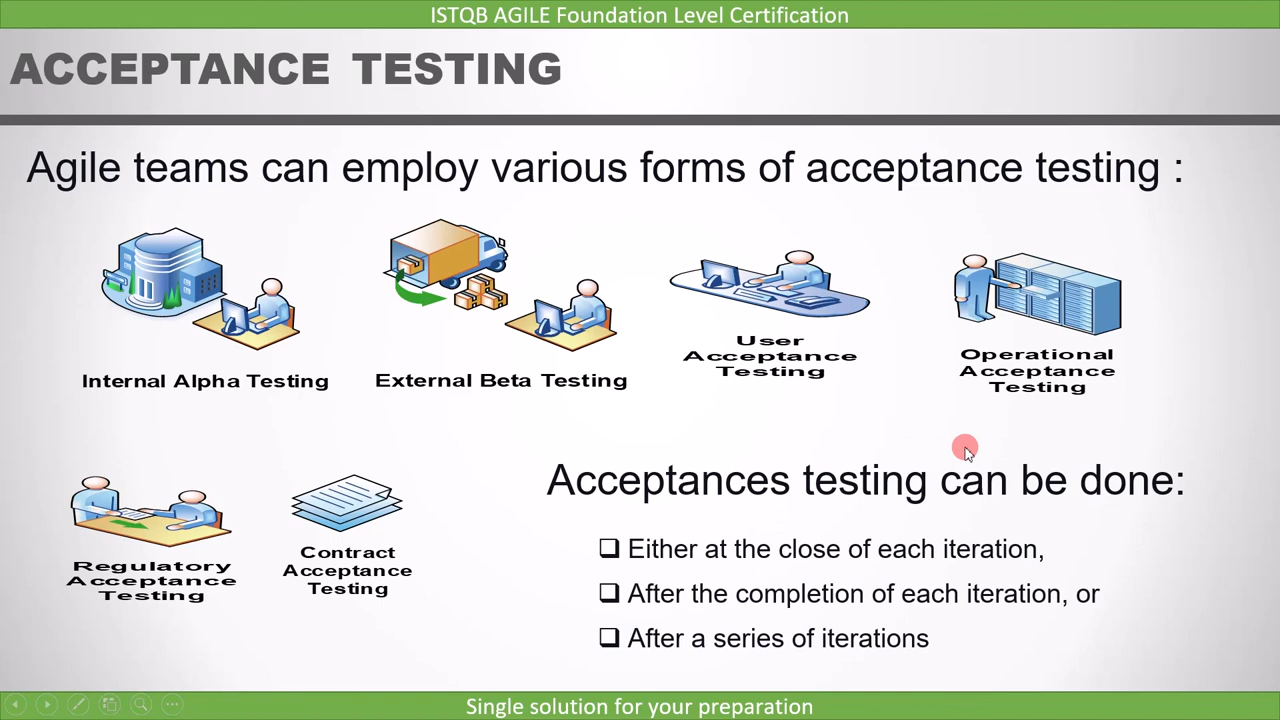 ISTQB AGILE Foundation Level Certification
ACCEPTANCE TESTING
Agile teams can employ various forms of acceptance testing :
Internal Alpha Testing
External Beta Testing
User
Acceptance
Testing
Operational
Acceptance
Testing
Regulatory
Acceptance
Testing
Contract
Acceptance
Testing
Acceptances testing can be done:
Either at the close of each iteration,
After the completion of each iteration, or
After a series of iterations
Single solution for your preparation